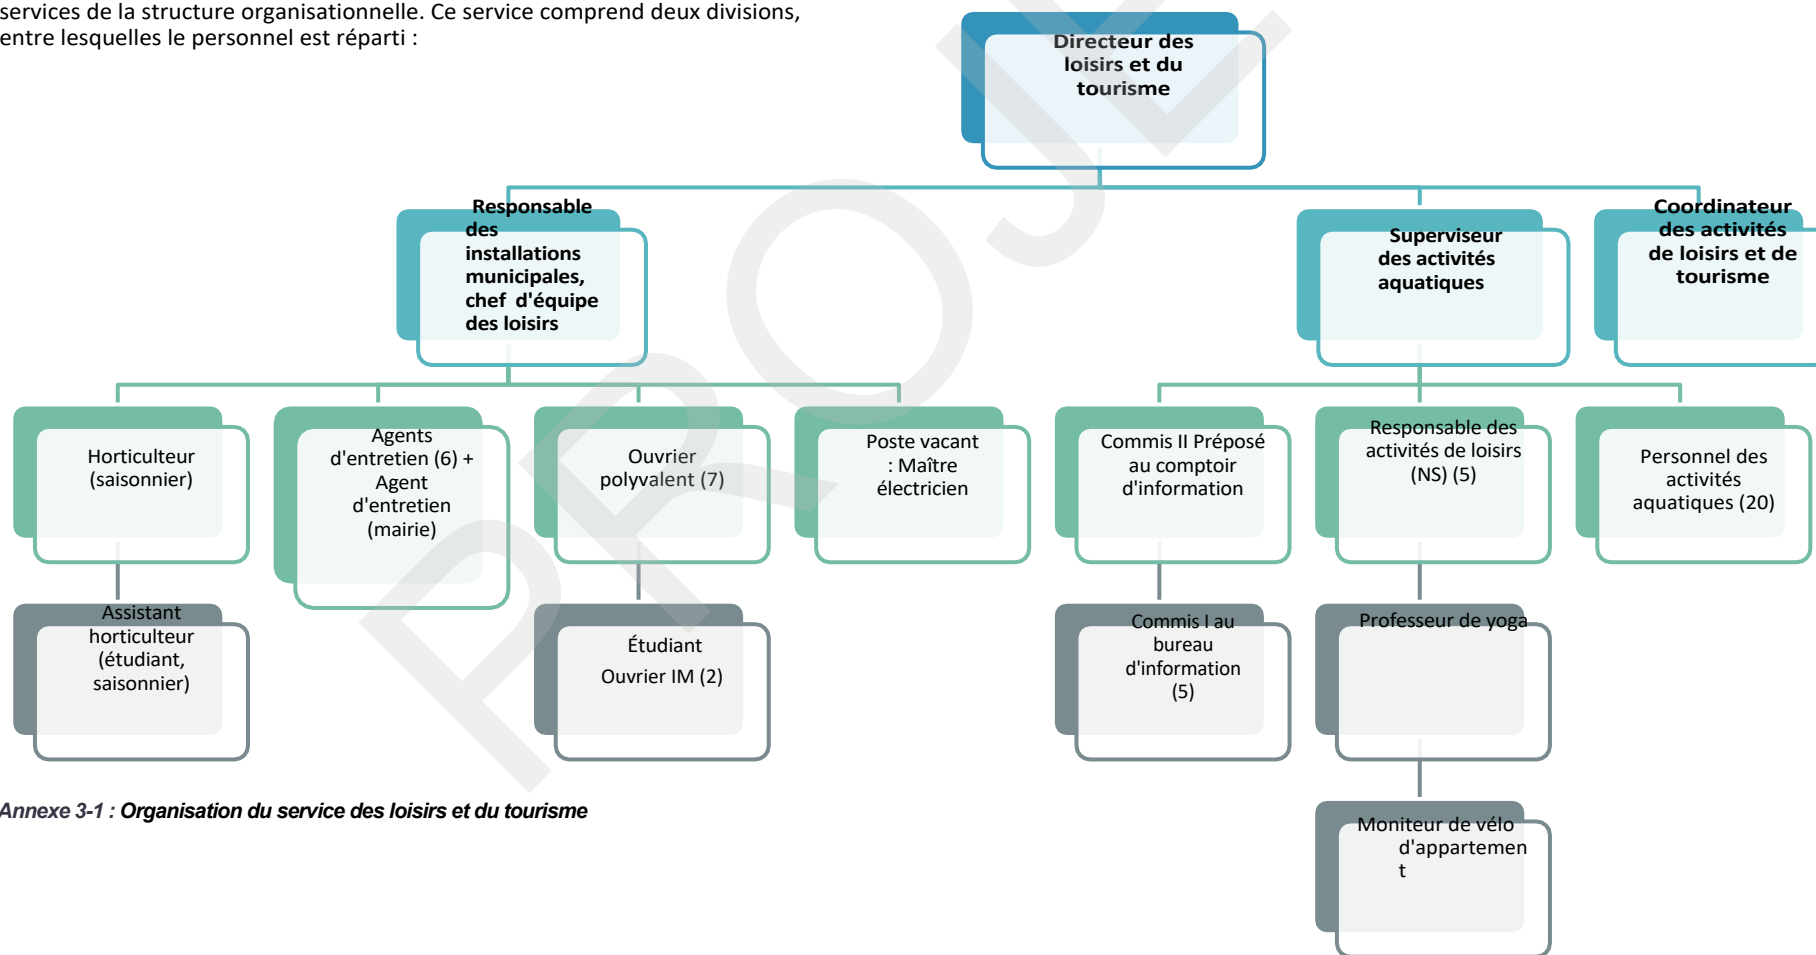 services de la structure organisationnelle. Ce service comprend deux divisions,
entre lesquelles le personnel est réparti :
Directeur des
loisirs et du
tourisme
Responsable
des
installations
municipales,
chef d'équipe
des loisirs
Superviseur
des activités
aquatiques
Coordinateur
des activités
de loisirs et de
tourisme
Horticulteur
(saisonnier)
Agents
d'entretien (6) +
Agent
d'entretien
(mairie)
Ouvrier
polyvalent (7)
Poste vacant
: Maître
électricien
Commis II Préposé
au comptoir
d'information
Responsable des
activités de loisirs
(NS) (5)
Personnel des
activités
aquatiques (20)
Assistant
horticulteur
(étudiant,
saisonnier)
Étudiant
Ouvrier IM (2)
Commis I au
bureau
d'information
(5)
Professeur de yoga
Moniteur de vélo
d'appartemen
t
Annexe 3-1 : Organisation du service des loisirs et du tourisme
PROJE